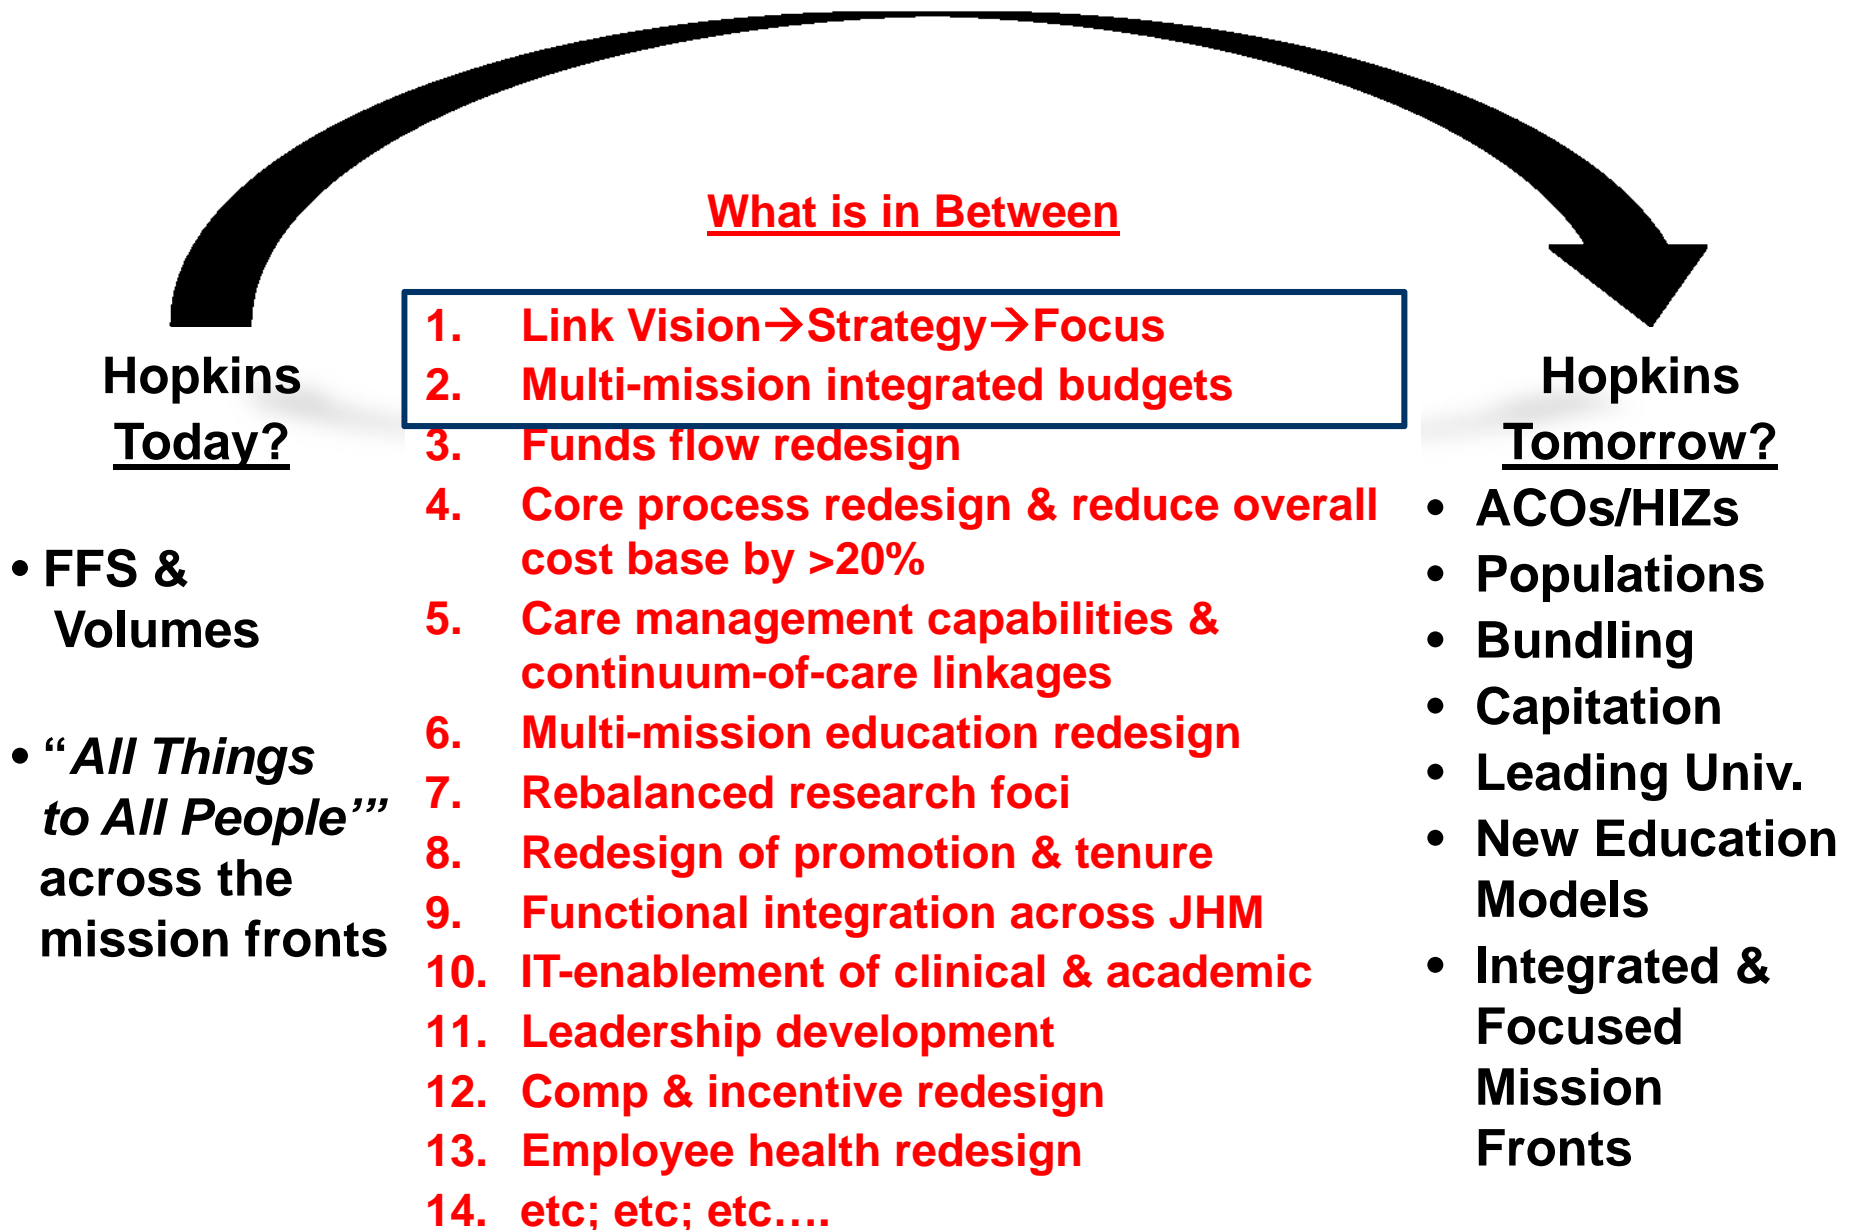 What is in Between
Hopkins
Today?
• FFS &
Volumes
• “All Things
to All People’”
across the
mission fronts
1. Link Vision→Strategy→Focus
2. Multi-mission integrated budgets
3. Funds flow redesign
4. Core process redesign & reduce overall
cost base by >20%
5. Care management capabilities &
continuum-of-care linkages
6. Multi-mission education redesign
7. Rebalanced research foci
8. Redesign of promotion & tenure
9. Functional integration across JHM
10. IT-enablement of clinical & academic
11. Leadership development
12. Comp & incentive redesign
13. Employee health redesign
14. etc; etc; etc….
Hopkins
Tomorrow?
• ACOs/HIZs
• Populations
• Bundling
• Capitation
• Leading Univ.
• New Education
Models
• Integrated &
Focused
Mission
Fronts